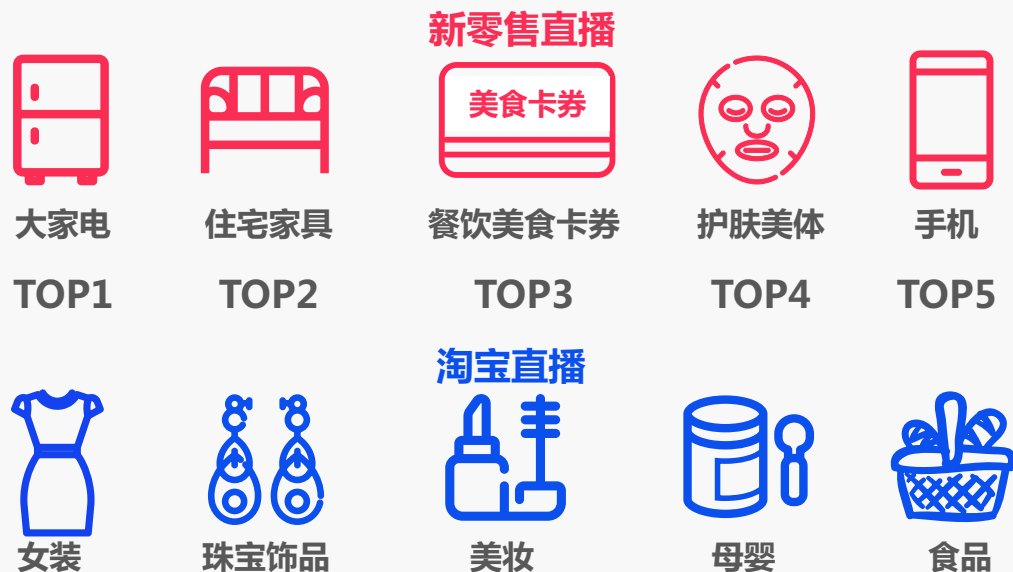 新零售直播
美食卡券
大家电 住宅家具 餐饮美食卡券 护肤美体 手机
TOP1 TOP2 TOP3 TOP4 TOP5
淘宝直播
女装 珠宝饰品 美妆 母婴 食品